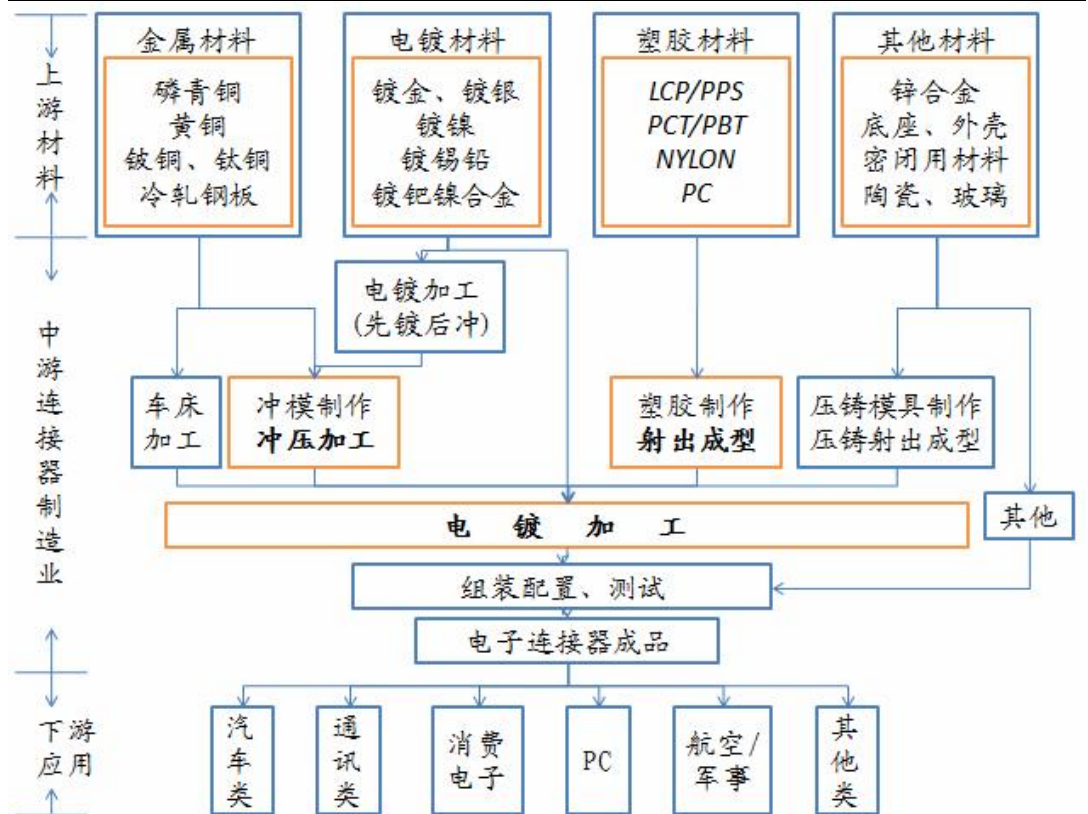 上游材料
金属材料
磷青铜
黄铜
铍铜、钛铜
冷轧钢板
电镀材料
镀金、镀银
镀镍
镀锡铅
镀钯镍合金
塑胶材料
LCP/PPS
PCT/PBT
NYLON
PC
其他材料
锌合金
底座、外壳
密闭用材料
陶瓷、玻璃
中游连接器制造业
电镀加工
(先镀后冲)
车床
加工
冲模制作
冲压加工
塑胶制作
射出成型
压铸模具制作
压铸射出成型
电 镀 加 工
其他
组装配置、测试
电子连接器成品
下游
应用
汽车类
通讯类
消费
电子
PC
航空/
军事
其他类